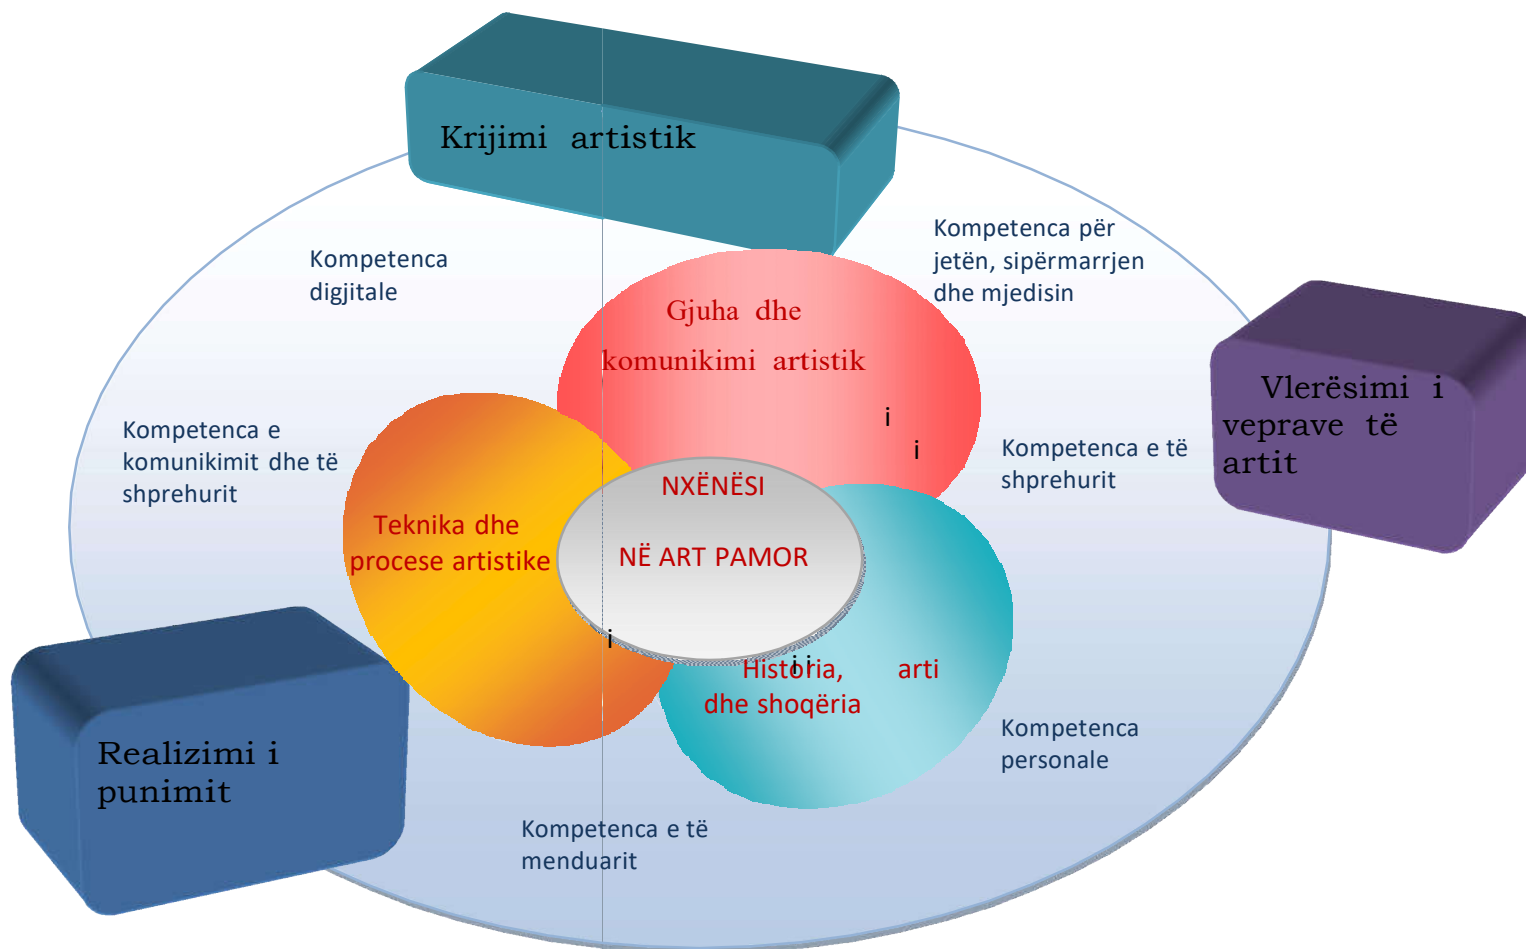 Krijimi artistik
Kompetenca
digjitale
Kompetenca për
jetën, sipërmarrjen
dhe mjedisin
Gjuha dhe
komunikimi artistik
i
i
Vlerësimi i
veprave të
artit
Kompetenca e
komunikimit dhe të
shprehurit
Kompetenca e të
shprehurit
NXËNËSI
NË ART PAMOR
Teknika dhe
procese artistike
i
i i
Historia, arti
dhe shoqëria
Realizimi i
punimit
Kompetenca
personale
Kompetenca e të
menduarit